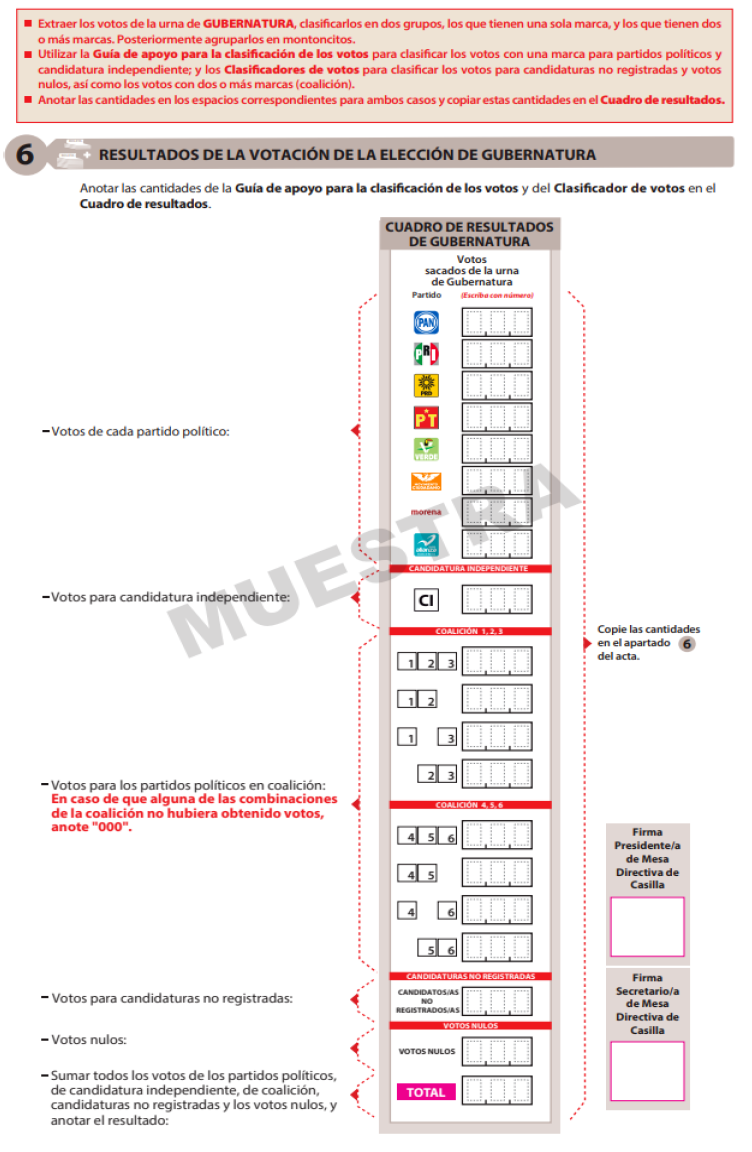 Extraer los votos de la urna de GUBERNATURA, clasificarlos en dos grupos, los que tienen una sola marca, y los que tienen dos
o más marcas. Posteriormente agruparlos en montoncitos.
Utilizar la Guía de apoyo para la clasificación de los votos para clasificar los votos con una marca para partidos políticos y
candidatura independiente; y los Clasificadores de votos para clasificar los votos para candidaturas no registradas y votos
nulos, así como los votos con dos o más marcas (coalición).
Anotar las cantidades en los espacios correspondientes para ambos casos y copiar estas cantidades en el Cuadro de resultados.
6 RESULTADOS DE LA VOTACIÓN DE LA ELECCIÓN DE GUBERNATURA
Anotar las cantidades de la Guía de apoyo para la clasificación de los votos y del Clasificador de votos en el
Cuadro de resultados.
CUADRO DE RESULTADOS
DE GUBERNATURA
Votos
sacados de la urna
de Gubernatura
Partido (Escriba con número)
PAN
PRI
PRD
– Votos de cada partido político:
PT
VERDE
MOVIMIENTO
CIUDADANO
morena
alianza
MUESTRA
CANDIDATURA INDEPENDIENTE
– Votos para candidatura independiente:
CI
COALICIÓN 1, 2, 3
Copie las cantidades
en el apartado 6
del acta.
1 2 3
1 2
1 3
2 3
– Votos para los partidos políticos en coalición:
En caso de que alguna de las combinaciones
de la coalición no hubiera obtenido votos,
anote "000".
COALICIÓN 4, 5, 6
4 5 6
4 5
4 6
5 6
Firma
Presidente/a
de Mesa
Directiva de
Casilla
CANDIDATURAS NO REGISTRADAS
– Votos para candidaturas no registradas:
CANDIDATOS/AS
NO
REGISTRADOS/AS
Firma
Secretario/a
de Mesa
Directiva de
Casilla
VOTOS NULOS
– Votos nulos:
VOTOS NULOS
– Sumar todos los votos de los partidos políticos,
de candidatura independiente, de coalición,
candidaturas no registradas y los votos nulos, y
anotar el resultado:
TOTAL